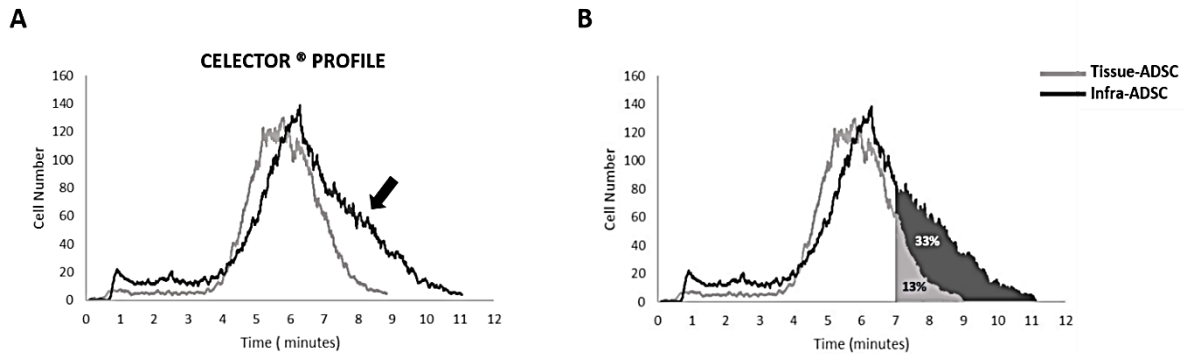 A
B
CELECTOR ® PROFILE
Tissue-ADSC
Infra-ADSC
160
140
120
100
80
60
40
20
0
Cell Number
0 1 2 3 4 5 6 7 8 9 10 11 12
Time ( minutes)
160
140
120
100
80
60
40
20
0
Cell Number
33%
13%
0 1 2 3 4 5 6 7 8 9 10 11 12
Time (minutes)